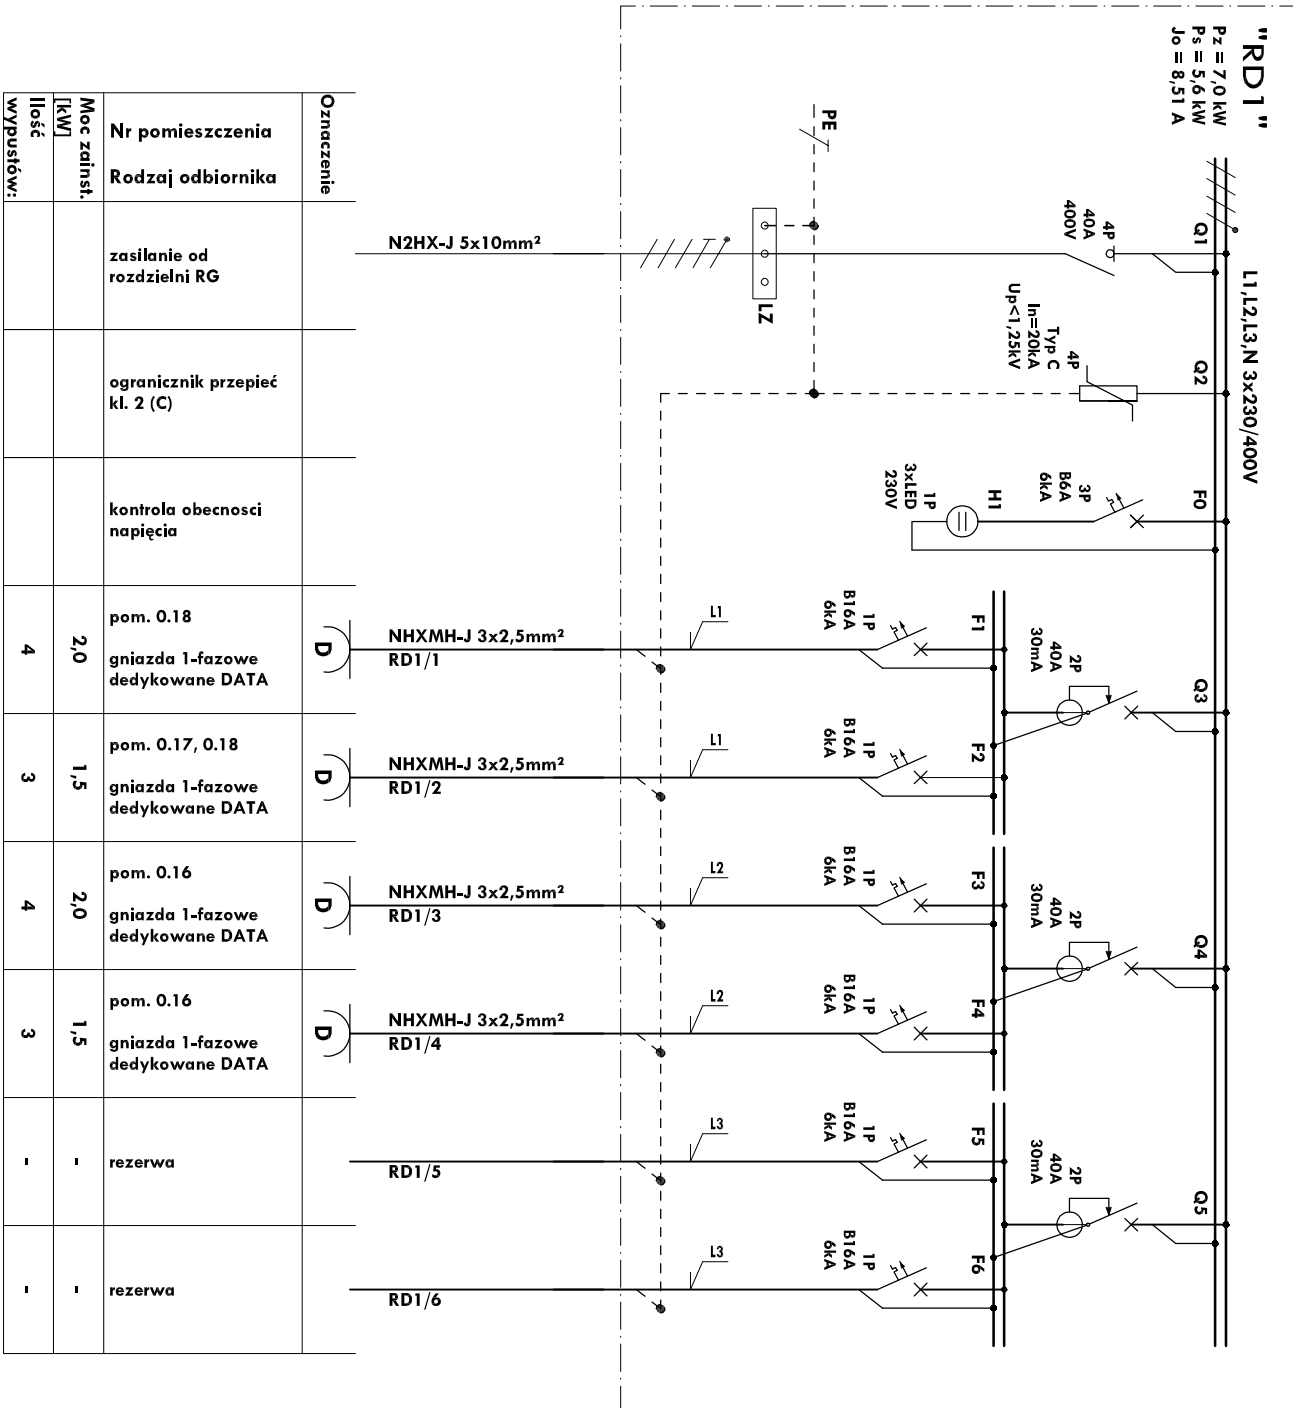 "RD1"
Pz = 7,0 kW
Ps = 5,6 kW
Jo = 8,51 A
L1,L2,L3,N 3x230/400V
PE
Q1
4P
40A
400V
LZ
N2HX-J 5x10mm²
Q2
4P
Typ C
In=20kA
Up<1,25kV
F0
3P
B6A
6kA
H1
1P
3xLED
230V
Q3
2P
40A
30mA
F1
1P
B16A
6kA
L1
NHXMH-J 3x2,5mm²
RD1/1
F2
1P
B16A
6kA
L1
NHXMH-J 3x2,5mm²
RD1/2
Q4
2P
40A
30mA
F3
1P
B16A
6kA
L2
NHXMH-J 3x2,5mm²
RD1/3
F4
1P
B16A
6kA
L2
NHXMH-J 3x2,5mm²
RD1/4
Q5
2P
40A
30mA
F5
1P
B16A
6kA
L3
RD1/5
F6
1P
B16A
6kA
L3
RD1/6
Oznaczenie
Nr pomieszczenia
Rodzaj odbiornika
Moc zainst.
[kW]
Ilość
wypustów:
zasilanie od
rozdzielni RG
ogranicznik przepieć
kl. 2 (C)
kontrola obecnosci
napięcia
D
pom. 0.18
gniazda 1-fazowe
dedykowane DATA
2,0
4
D
pom. 0.17, 0.18
gniazda 1-fazowe
dedykowane DATA
1,5
3
D
pom. 0.16
gniazda 1-fazowe
dedykowane DATA
2,0
4
D
pom. 0.16
gniazda 1-fazowe
dedykowane DATA
1,5
3
rezerwa
-
-
rezerwa
-
-